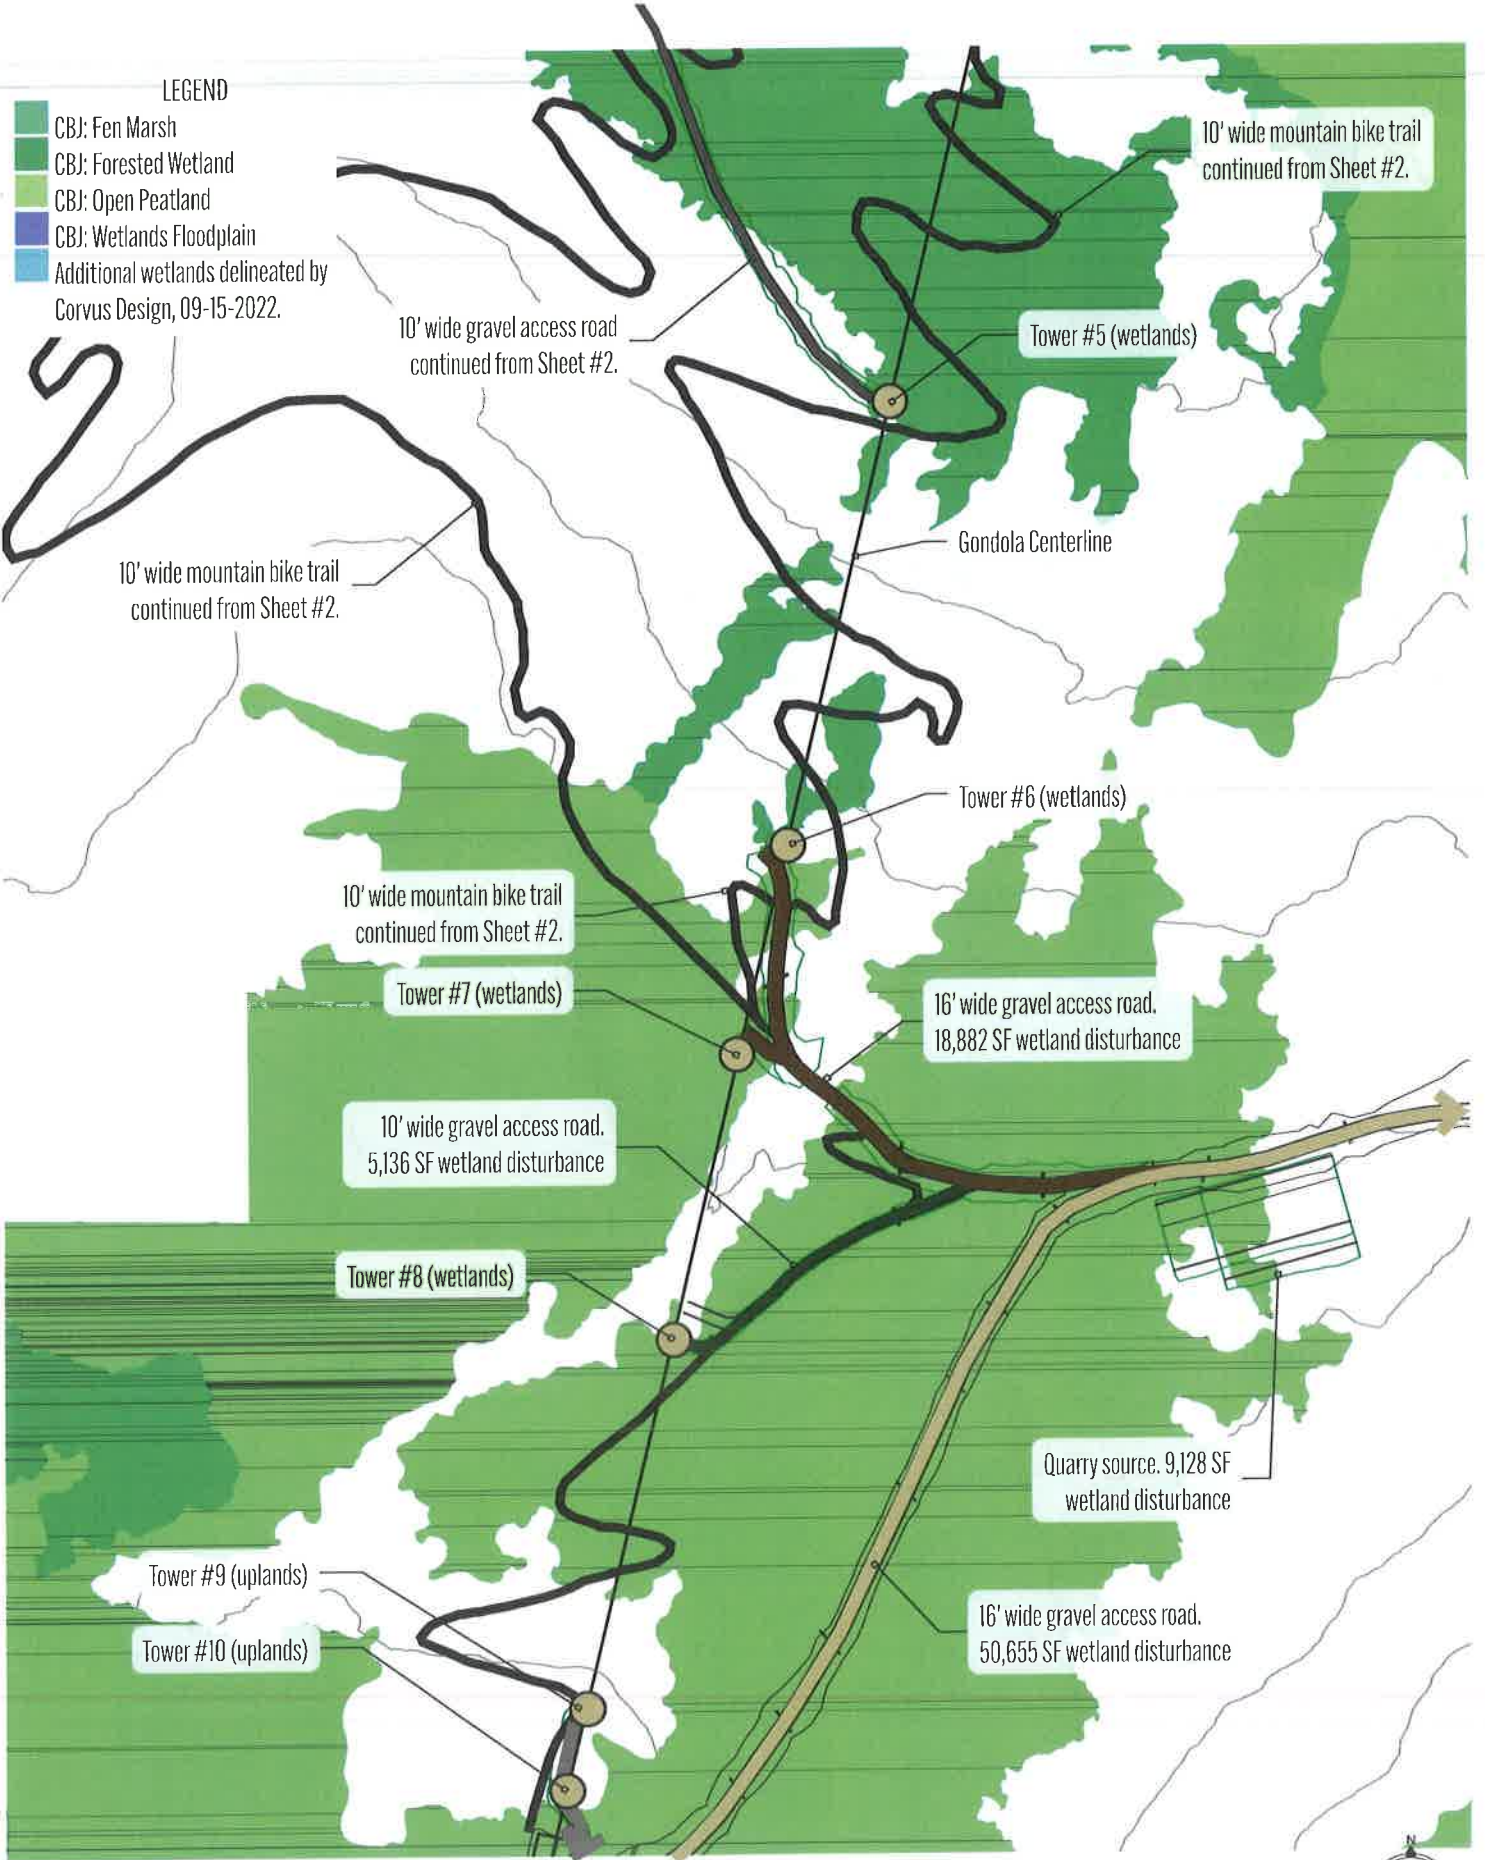 LEGEND
CBJ: Fen Marsh
CBJ: Forested Wetland
CBJ: Open Peatland
CBJ: Wetlands Floodplain
Additional wetlands delineated by
Corvus Design, 09-15-2022.
10' wide mountain bike trail
continued from Sheet #2.
10' wide gravel access road
continued from Sheet #2.
Tower #5 (wetlands)
Gondola Centerline
10' wide mountain bike trail
continued from Sheet #2.
Tower #6 (wetlands)
10' wide mountain bike trail
continued from Sheet #2.
Tower #7 (wetlands)
16' wide gravel access road.
18,882 SF wetland disturbance
10' wide gravel access road.
5,136 SF wetland disturbance
Tower #8 (wetlands)
Quarry source. 9,128 SF
wetland disturbance
Tower #9 (uplands)
16' wide gravel access road.
50,655 SF wetland disturbance
Tower #10 (uplands)
N